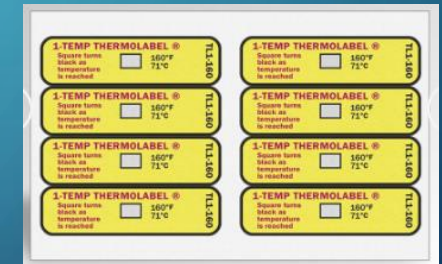 1-TEMP THERMOLABEL ®
Square turns
black as
temperature
is reached
160°F
71°C
TL1-160
1-TEMP THERMOLABEL ®
Square turns
black as
temperature
is reached
160°F
71°C
TL1-160
1-TEMP THERMOLABEL ®
Square turns
black as
temperature
is reached
160°F
71°C
TL1-160
1-TEMP THERMOLABEL ®
Square turns
black as
temperature
is reached
160°F
71°C
TL1-160
1-TEMP THERMOLABEL ®
Square turns
black as
temperature
is reached
160°F
71°C
TL1-160
1-TEMP THERMOLABEL ®
Square turns
black as
temperature
is reached
160°F
71°C
TL1-160
1-TEMP THERMOLABEL ®
Square turns
black as
temperature
is reached
160°F
71°C
TL1-160
1-TEMP THERMOLABEL ®
Square turns
black as
temperature
is reached
160°F
71°C
TL1-160